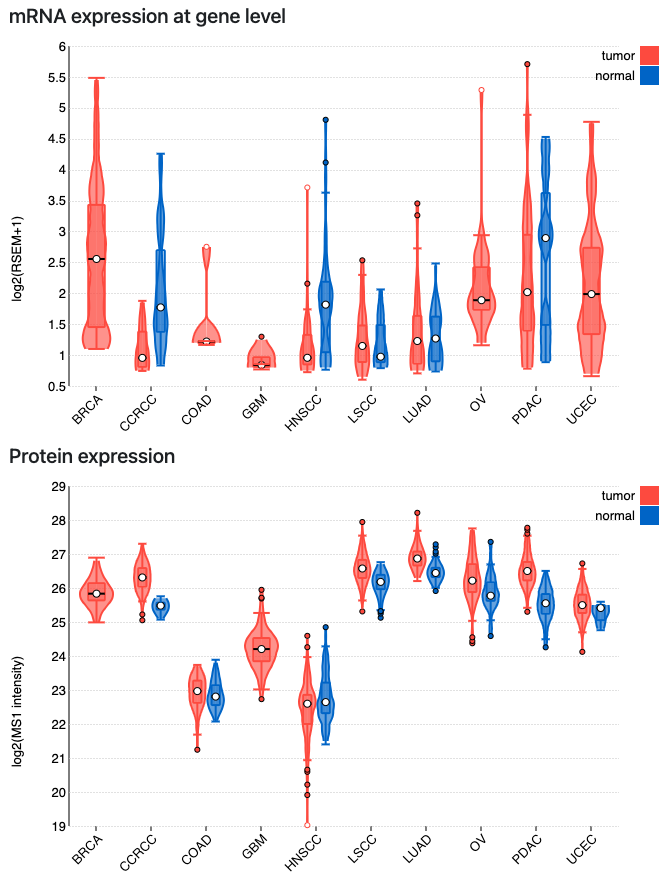 mRNA expression at gene level
tumor
normal
log2(RSEM+1)
6
5.5
5
4.5
4
3.5
3
2.5
2
1.5
1
0.5
BRCA
CCRCC
COAD
GBM
HNSCC
LSCC
LUAD
OV
PDAC
UCEC
Protein expression
tumor
normal
log2(MS1 intensity)
29
28
27
26
25
24
23
22
21
20
19
BRCA
CCRCC
COAD
GBM
HNSCC
LSCC
LUAD
OV
PDAC
UCEC